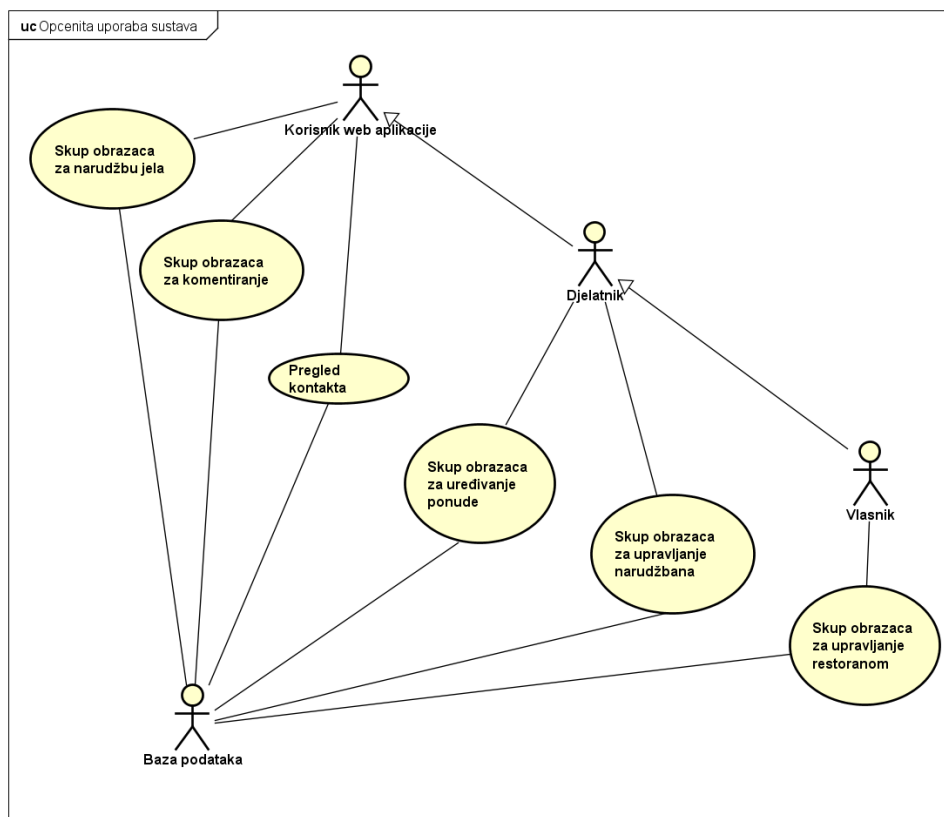 uc Opcenita uporaba sustava
Korisnik web aplikacije
Skup obrazaca
za narudžbu jela
Skup obrazaca
za komentiranje
Djelatnik
Pregled
kontakta
Skup obrazaca
za uređivanje
ponude
Vlasnik
Skup obrazaca
za upravljanje
narudžbana
Skup obrazaca
za upravljanje
restoranom
Baza podataka